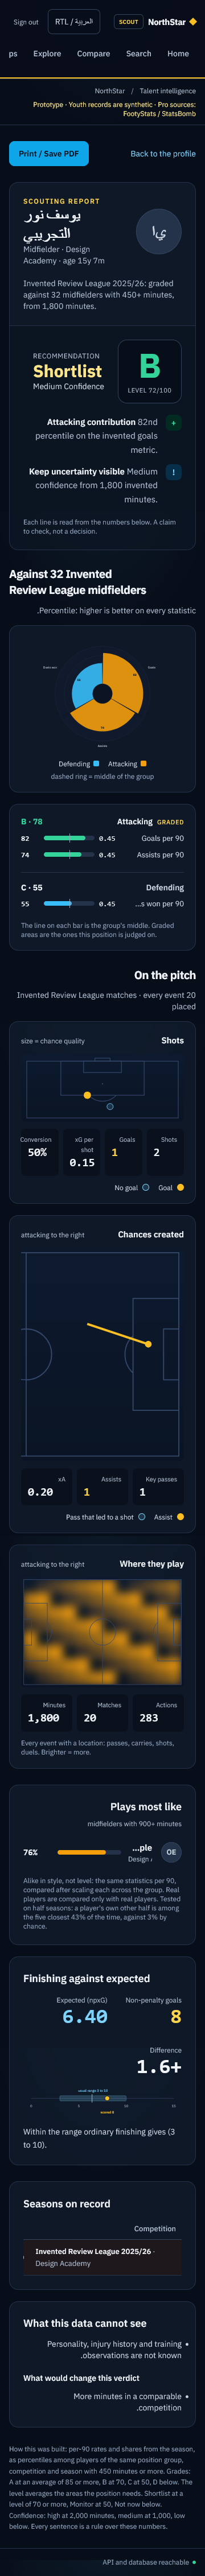 Sign out
RTL / العربية
SCOUT
NorthStar
ps
Explore
Compare
Search
Home
NorthStar / Talent intelligence
Prototype · Youth records are synthetic · Pro sources:
FootyStats / StatsBomb
Print / Save PDF
Back to the profile
SCOUTING REPORT
يوسف نور
التجريبي
Midfielder · Design
Academy · age 15y 7m
يا
Invented Review League 2025/26: graded
against 32 midfielders with 450+ minutes,
from 1,800 minutes.
RECOMMENDATION
Shortlist
Medium Confidence
B
LEVEL 72/100
Attacking contribution 82nd
percentile on the invented goals
metric.
+
Keep uncertainty visible Medium
confidence from 1,800 invented
minutes.
!
Each line is read from the numbers below. A claim
to check, not a decision.
Against 32 Invented
Review League midfielders
.Percentile: higher is better on every statistic
Defending
Attacking
dashed ring = middle of the group
B · 78
Attacking GRADED
82
0.45
Goals per 90
74
0.45
Assists per 90
C · 55
Defending
55
0.45
...s won per 90
The line on each bar is the group's middle. Graded
areas are the ones this position is judged on.
On the pitch
Invented Review League matches · every event 20
placed
size = chance quality
Shots
Conversion
50%
xG per
shot
0.15
Goals
1
Shots
2
No goal
Goal
attacking to the right
Chances created
xA
0.20
Assists
1
Key passes
1
Pass that led to a shot
Assist
attacking to the right
Where they play
Minutes
1,800
Matches
20
Actions
283
Every event with a location: passes, carries, shots,
duels. Brighter = more.
Plays most like
midfielders with 900+ minutes
76%
...ple
Design
OE
Alike in style, not level: the same statistics per 90,
compared after scaling each across the group. Real
players are compared only with real players. Tested
on half seasons: a player's own other half is among
the five closest 43% of the time, against 3% by
chance.
Finishing against expected
Expected (npxG)
6.40
Non-penalty goals
8
Difference
1.6+
usual range 3 to 10
0
5
10
15
scored 8
Within the range ordinary finishing gives (3
to 10).
Seasons on record
Competition
Invented Review League 2025/26 ·
Design Academy
What this data cannot see
Personality, injury history and training •
.observations are not known
What would change this verdict
More minutes in a comparable •
.competition
How this was built: per-90 rates and shares from the season,
as percentiles among players of the same position group,
competition and season with 450 minutes or more. Grades:
A at an average of 85 or more, B at 70, C at 50, D below. The
level averages the areas the position needs. Shortlist at a
level of 70 or more, Monitor at 50, Not now below.
Confidence: high at 2,000 minutes, medium at 1,000, low
below. Every sentence is a rule over these numbers.
API and database reachable